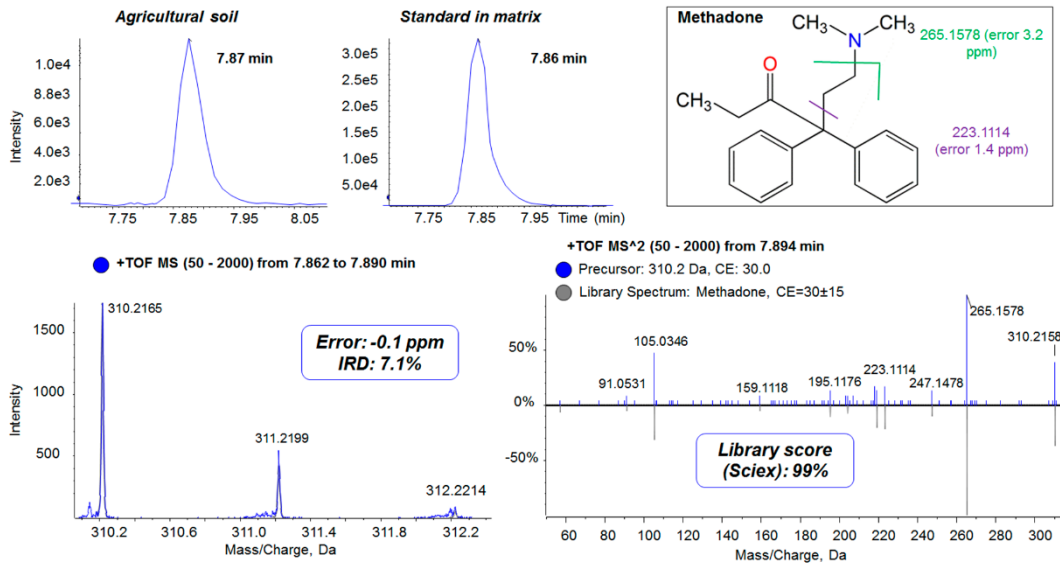 Agricultural soil
Standard in matrix
1.0e4
8.8e3
6.0e3
4.0e3
2.0e3
Intensity
7.87 min
7.75 7.85 7.95 8.05
3.0e5
2.5e5
2.0e5
1.5e5
1.0e5
5.0e4
7.86 min
7.75 7.85 7.95 Time (min)
Methadone
CH3
CH3
N
O
CH3
265.1578 (error 3.2
ppm)
223.1114
(error 1.4 ppm)
+TOF MS (50 - 2000) from 7.862 to 7.890 min
Intensity
1500
1000
500
310.2165
311.2199
312.2214
Error: -0.1 ppm
IRD: 7.1%
310.2 310.6 311.0 311.4 311.8 312.2
Mass/Charge, Da
+TOF MS^2 (50 - 2000) from 7.894 min
Precursor: 310.2 Da, CE: 30.0
Library Spectrum: Methadone, CE=30±15
50%
0%
-50%
91.0531
105.0346
159.1118
195.1176
223.1114
247.1478
265.1578
310.2158
Library score
(Sciex): 99%
60 80 100 120 140 160 180 200 220 240 260 280 300
Mass/Charge, Da